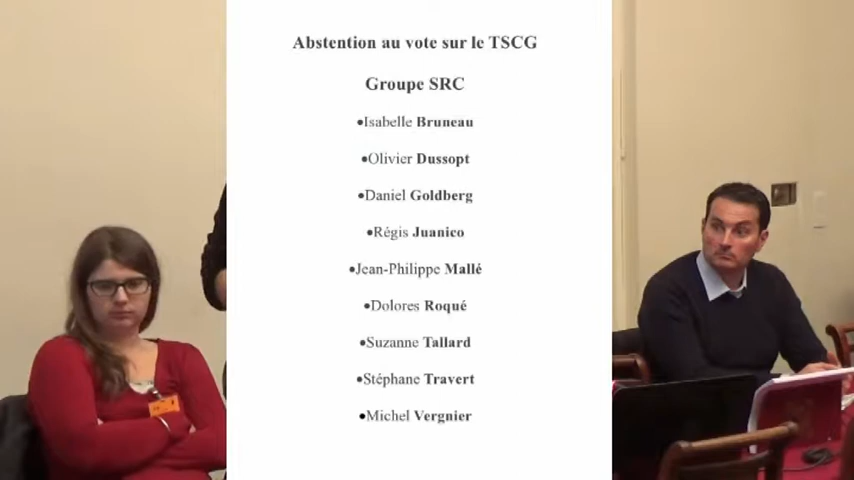 Abstention au vote sur le TSCG
Groupe SRC
•Isabelle Bruneau
•Olivier Dussopt
•Daniel Goldberg
•Régis Juanico
•Jean-Philippe Mallé
•Dolores Roqué
•Suzanne Tallard
•Stéphane Travert
•Michel Vergnier